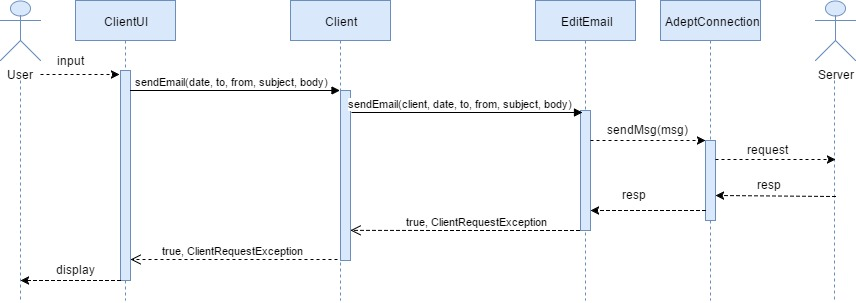 ClientUI
Client
EditEmail
AdeptConnection
User
input
Server
sendEmail(date, to, from, subject, body)
sendEmail(client, date, to, from, subject, body)
sendMsg(msg)
request
resp
resp
true, ClientRequestException
true, ClientRequestException
display